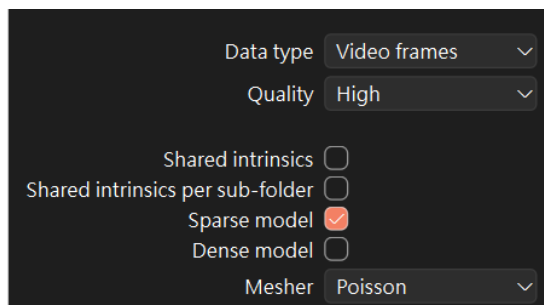 Data type Video frames
Quality High
Shared intrinsics
Shared intrinsics per sub-folder
Sparse model
Dense model
Mesher Poisson